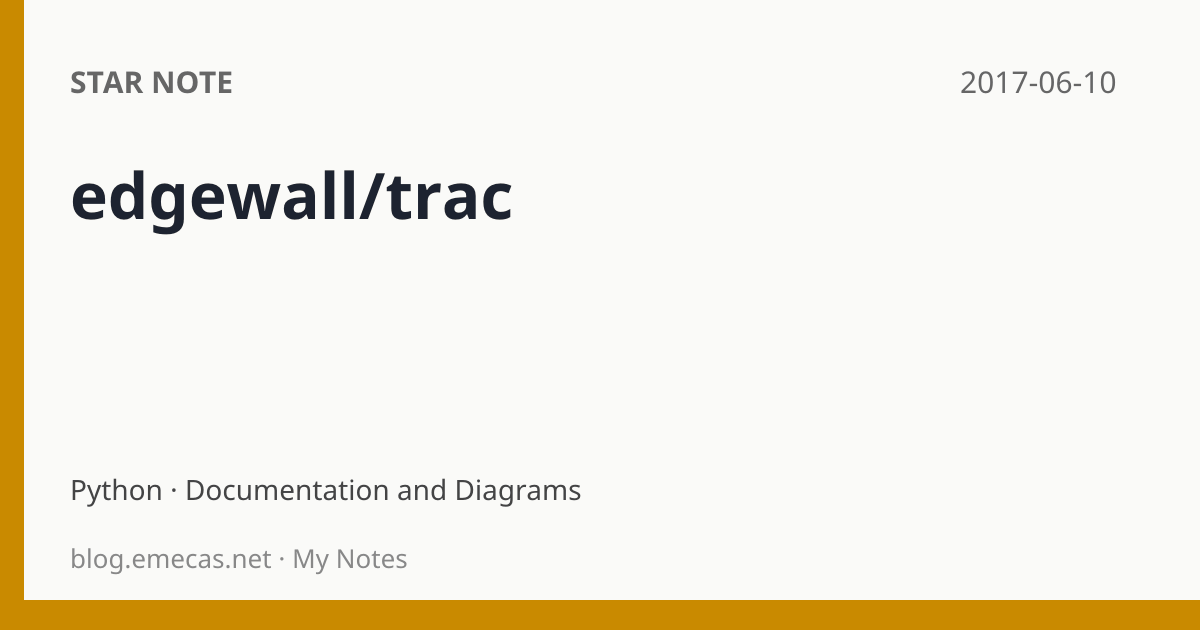 STAR NOTE
2017-06-10
edgewall/trac
Python · Documentation and Diagrams
blog.emecas.net · My Notes